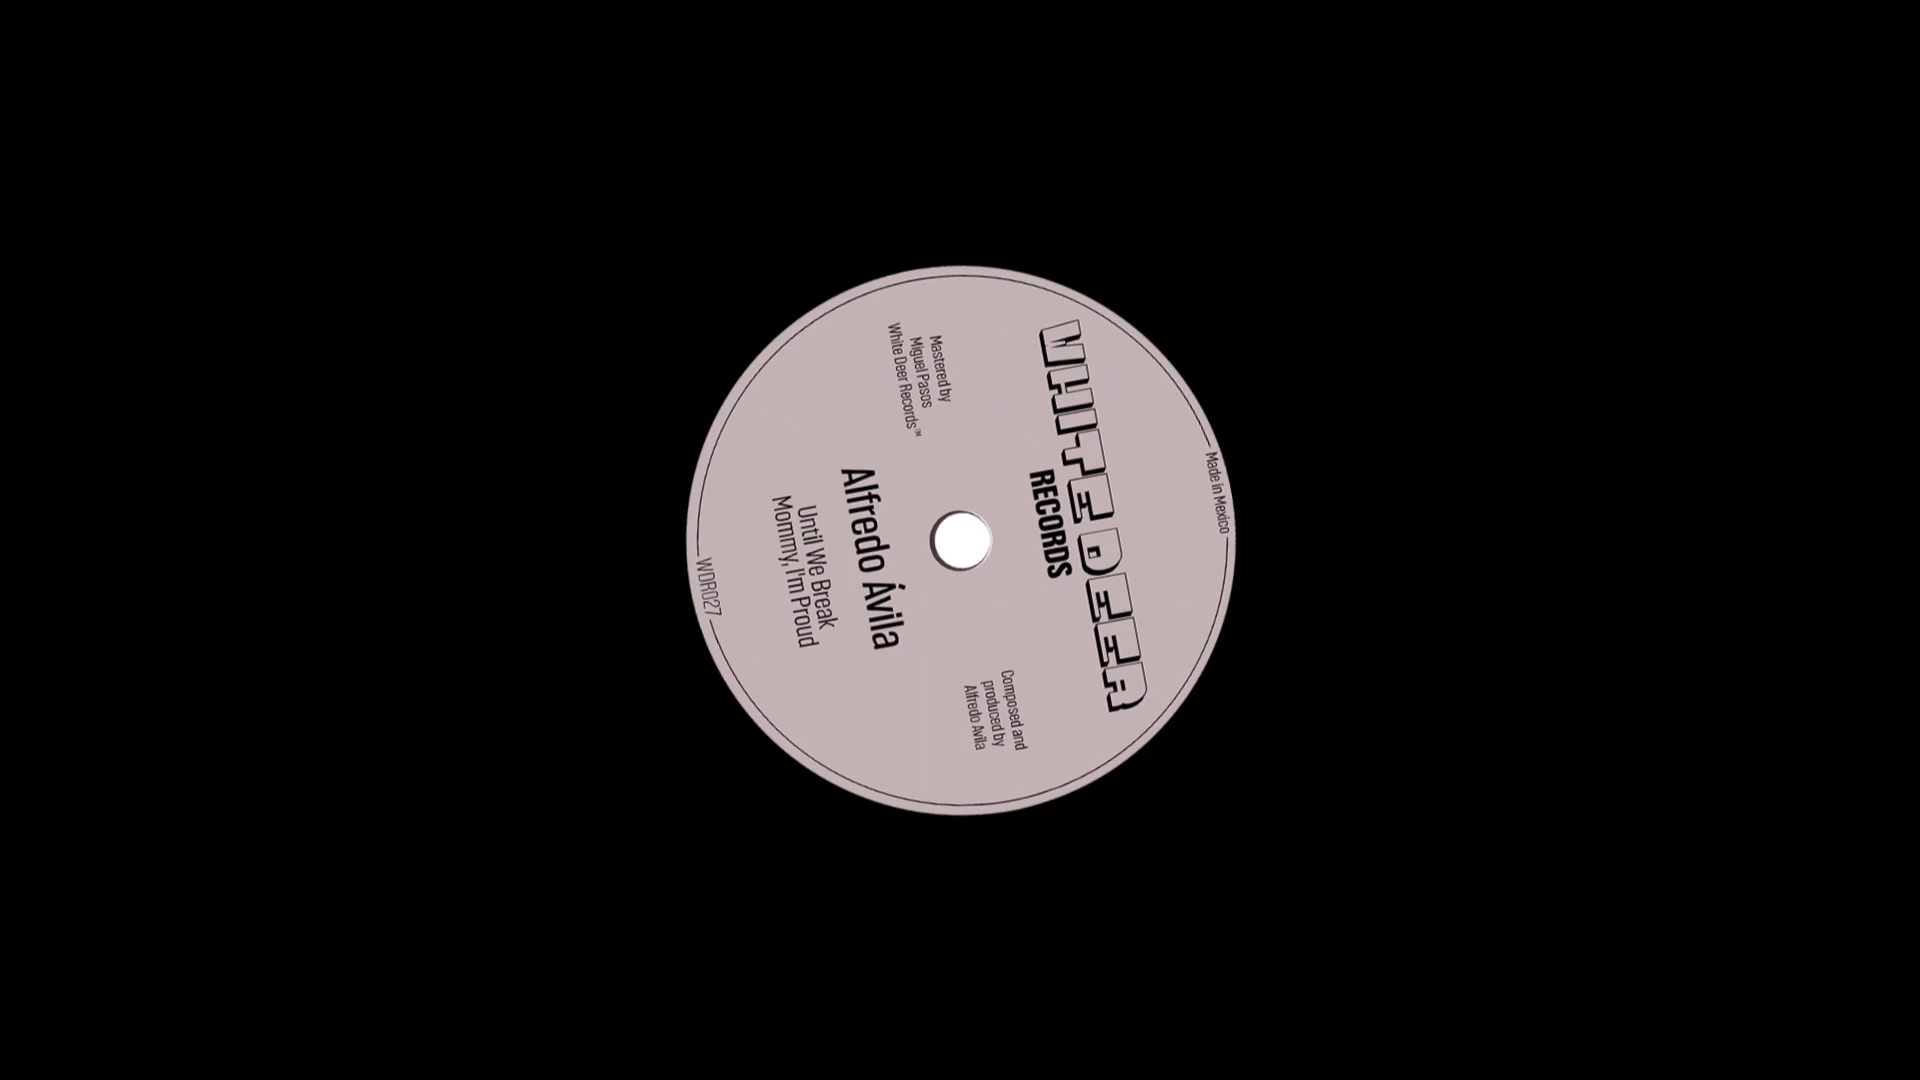 Made in Mexico
WHITE DEER
RECORDS
Mastered by
Miguel Pasos
White Deer Records™
Composed and
produced by
Alfredo Avila
Alfredo Ávila
Until We Break
Mommy, I'm Proud
WDR027